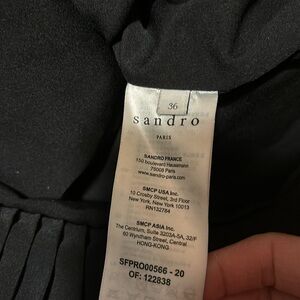 36
sandro
PARIS
SANDRO FRANCE
150 boulevard Haussmann
75008 Paris
www.sandro-paris.com
SMCP USA Inc.
10 Crosby Street, 3rd Floor
New York, New York 10013
RN132784
SMCP ASIA Inc.
The Centrium, Suite 3203A-5A, 32/F
60 Wyndham Street, Central
HONG-KONG
SFPRO00566 - 20
OF: 122838